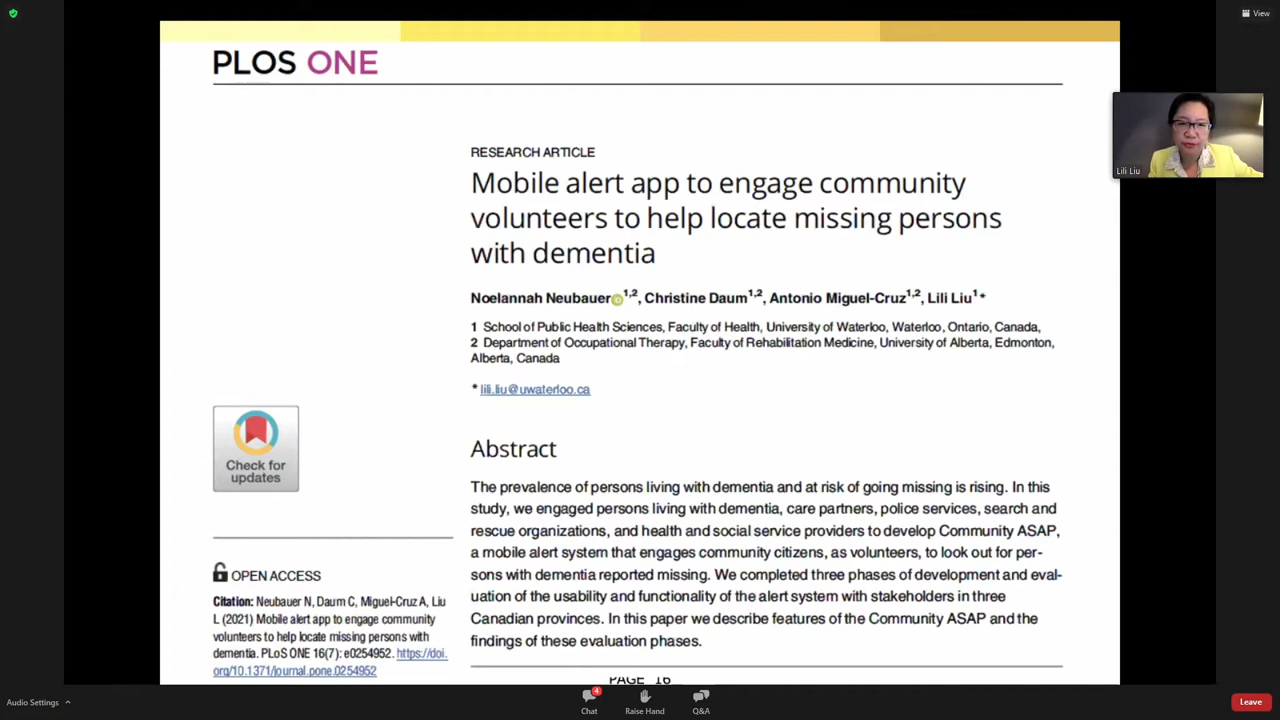 View
PLOS ONE
RESEARCH ARTICLE
Mobile alert app to engage community
volunteers to help locate missing persons
with dementia
Noelannah Neubauer 1,2, Christine Daum1,2, Antonio Miguel-Cruz1,2, Lili Liu1*
1 School of Public Health Sciences, Faculty of Health, University of Waterloo, Waterloo, Ontario, Canada,
2 Department of Occupational Therapy, Faculty of Rehabilitation Medicine, University of Alberta, Edmonton,
Alberta, Canada
* lili.liu@uwaterloo.ca
Lili Liu
Check for
updates
Abstract
The prevalence of persons living with dementia and at risk of going missing is rising. In this
study, we engaged persons living with dementia, care partners, police services, search and
rescue organizations, and health and social service providers to develop Community ASAP,
a mobile alert system that engages community citizens, as volunteers, to look out for per-
sons with dementia reported missing. We completed three phases of development and eval-
uation of the usability and functionality of the alert system with stakeholders in three
Canadian provinces. In this paper we describe features of the Community ASAP and the
findings of these evaluation phases.
OPEN ACCESS
Citation: Neubauer N, Daum C, Miguel-Cruz A, Liu
L (2021) Mobile alert app to engage community
volunteers to help locate missing persons with
dementia. PLoS ONE 16(7): e0254952. https://doi.
org/10.1371/journal.pone.0254952
PAGE 16
Audio Settings
4
Chat
Raise Hand
Q&A
Leave